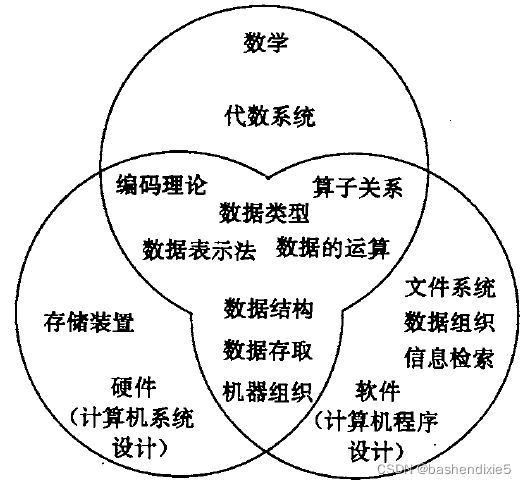 数学
代数系统
编码理论 算子关系
数据类型
数据表示法 数据的运算
文件系统
存储装置 数据结构 数据组织
数据存取 信息检索
硬件 机器组织 软件
(计算机系统 (计算机程序
设计) 设计)
CSDN @bashendixie5